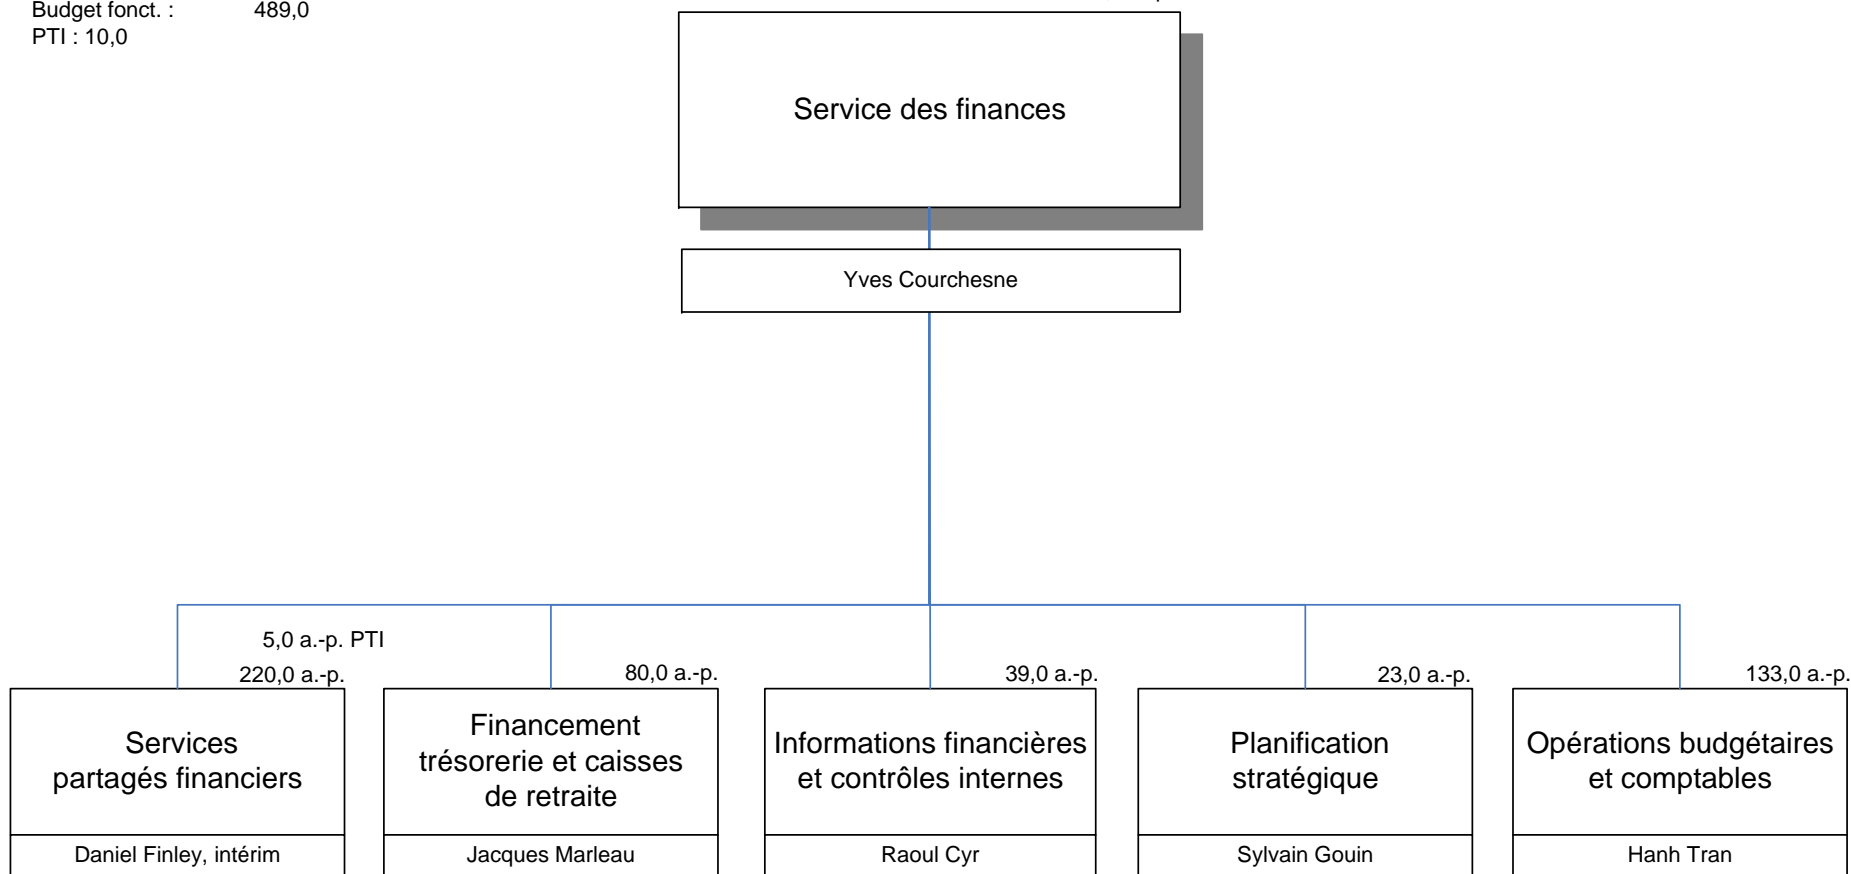 Budget fonct. : 489,0
PTI : 10,0
Service des finances
Yves Courchesne
5,0 a.-p. PTI
220,0 a.-p.
80,0 a.-p.
39,0 a.-p.
23,0 a.-p.
133,0 a.-p.
Services
partagés financiers
Daniel Finley, intérim
Financement
trésorerie et caisses
de retraite
Jacques Marleau
Informations financières
et contrôles internes
Raoul Cyr
Planification
stratégique
Sylvain Gouin
Opérations budgétaires
et comptables
Hanh Tran